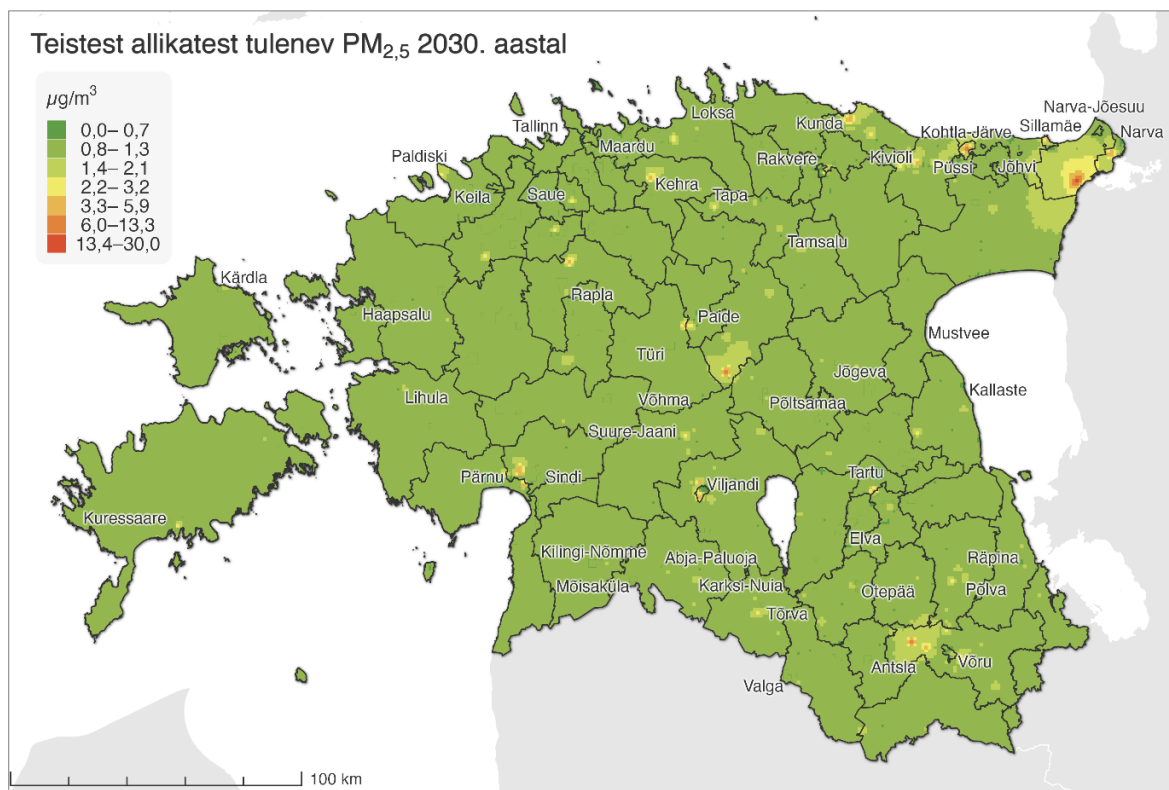 Teistest allikatest tulenev PM2,5 2030. aastal
µg/m3
0,0– 0,7
0,8– 1,3
1,4– 2,1
2,2– 3,2
3,3– 5,9
6,0–13,3
13,4–30,0
Narva-Jõesuu
Loksa
Kunda
Sillamäe
Tallinn
Kohtla-Järve
Narva
Maardu
Paldiski
Rakvere
Kiviõli
Püssi
Jõhvi
Keila
Saue
Kehra
Tapa
Tamsalu
Kärdla
Rapla
Haapsalu
Paide
Mustvee
Türi
Jõgeva
Kallaste
Lihula
Võhma
Põltsamaa
Suure-Jaani
Pärnu
Sindi
Tartu
Viljandi
Kuressaare
Elva
Kilingi-Nõmme
Abja-Paluoja
Räpina
Mõisaküla
Karksi-Nuia
Otepää
Põlva
Tõrva
Antsla
Võru
Valga
100 km